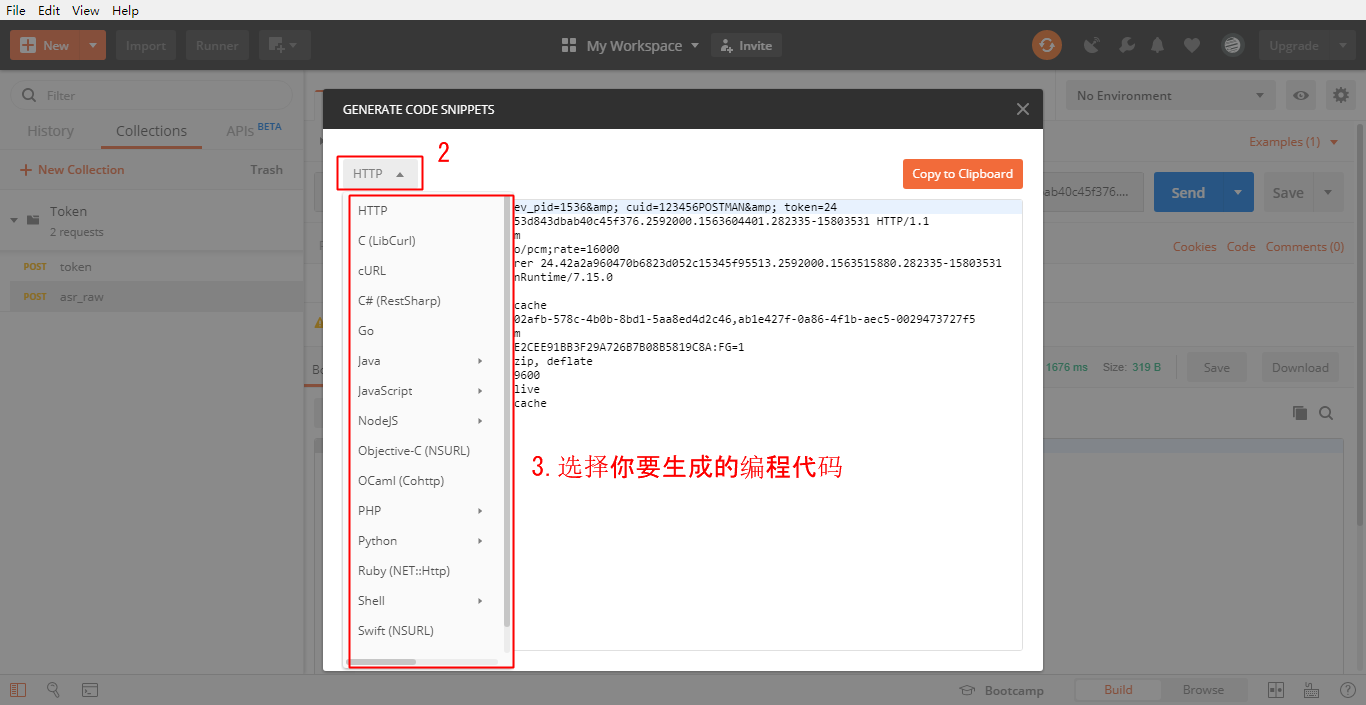 File Edit View Help
New Import Runner My Workspace Invite Upgrade
Filter
History Collections APIs BETA
New Collection Trash
Token
2 requests
POST token
POST asr_raw
No Environment
Examples (1)
ab40c45f376.... Send Save
Cookies Code Comments (0)
1676 ms Size: 319 B Save Download
GENERATE CODE SNIPPETS
2
HTTP Copy to Clipboard
HTTP
C (LibCurl)
cURL
C# (RestSharp)
Go
Java
JavaScript
NodeJS
Objective-C (NSURL)
OCaml (Cohttp)
PHP
Python
Ruby (NET::Http)
Shell
Swift (NSURL)
ev_pid=1536&amp; cuid=123456POSTMAN&amp; token=24
53d843dbab40c45f376.2592000.1563604401.282335-15803531 HTTP/1.1
m
o/pcm;rate=16000
rer 24.42a2a960470b6823d052c15345f95513.2592000.1563515880.282335-15803531
nRuntime/7.15.0
cache
02afb-578c-4b0b-8bd1-5aa8ed4d2c46,ab1e427f-0a86-4f1b-aec5-0029473727f5
m
E2CEE91BB3F29A726B7B08B5819C8A:FG=1
zip, deflate
9600
live
cache
3.选择你要生成的编程代码
Bootcamp Build Browse